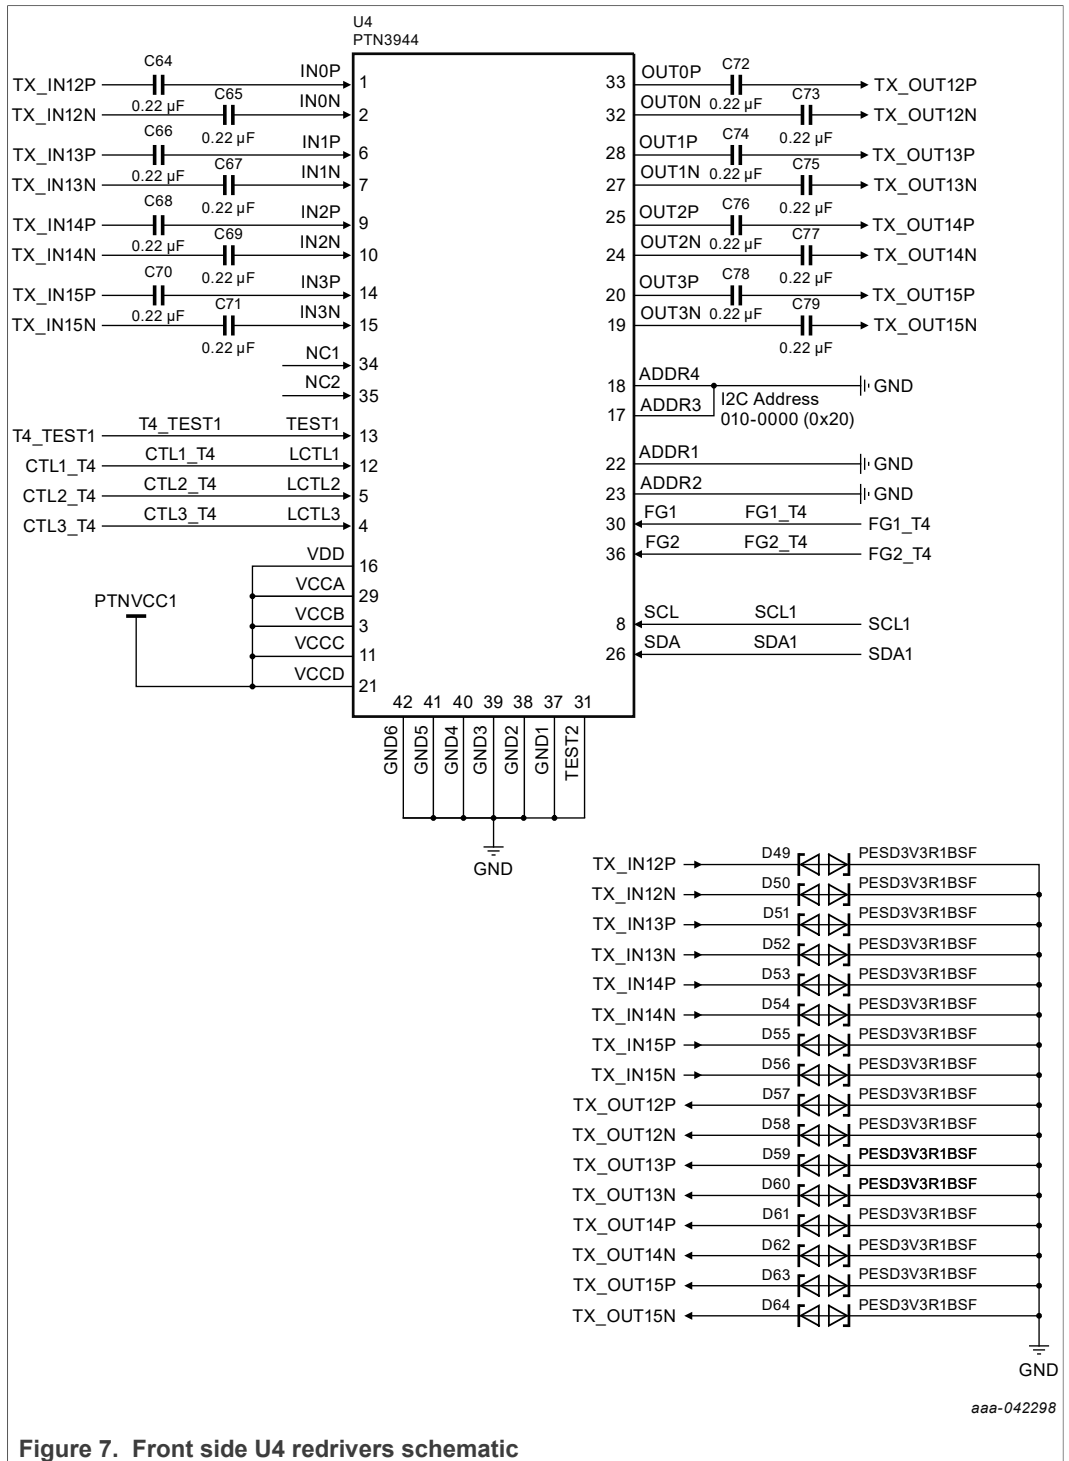 U4
PTN3944
TX_IN12P C64 0.22 µF IN0P 1
TX_IN12N C65 0.22 µF IN0N 2
TX_IN13P C66 0.22 µF IN1P 6
TX_IN13N C67 0.22 µF IN1N 7
TX_IN14P C68 0.22 µF IN2P 9
TX_IN14N C69 0.22 µF IN2N 10
TX_IN15P C70 0.22 µF IN3P 14
TX_IN15N C71 0.22 µF IN3N 15
NC1 34
NC2 35
T4_TEST1 T4_TEST1 TEST1 13
CTL1_T4 CTL1_T4 LCTL1 12
CTL2_T4 CTL2_T4 LCTL2 5
CTL3_T4 CTL3_T4 LCTL3 4
VDD 16
PTNVCC1
VCCA 29
VCCB 3
VCCC 11
VCCD 21
33 OUT0P C72 0.22 µF TX_OUT12P
32 OUT0N C73 0.22 µF TX_OUT12N
28 OUT1P C74 0.22 µF TX_OUT13P
27 OUT1N C75 0.22 µF TX_OUT13N
25 OUT2P C76 0.22 µF TX_OUT14P
24 OUT2N C77 0.22 µF TX_OUT14N
20 OUT3P C78 0.22 µF TX_OUT15P
19 OUT3N C79 0.22 µF TX_OUT15N
18 ADDR4 GND
17 ADDR3
I2C Address
010-0000 (0x20)
22 ADDR1 GND
23 ADDR2 GND
30 FG1 FG1_T4 FG1_T4
36 FG2 FG2_T4 FG2_T4
8 SCL SCL1 SCL1
26 SDA SDA1 SDA1
42 41 40 39 38 37 31
GND6 GND5 GND4 GND3 GND2 GND1 TEST2
GND
TX_IN12P D49 PESD3V3R1BSF
TX_IN12N D50 PESD3V3R1BSF
TX_IN13P D51 PESD3V3R1BSF
TX_IN13N D52 PESD3V3R1BSF
TX_IN14P D53 PESD3V3R1BSF
TX_IN14N D54 PESD3V3R1BSF
TX_IN15P D55 PESD3V3R1BSF
TX_IN15N D56 PESD3V3R1BSF
TX_OUT12P D57 PESD3V3R1BSF
TX_OUT12N D58 PESD3V3R1BSF
TX_OUT13P D59 PESD3V3R1BSF
TX_OUT13N D60 PESD3V3R1BSF
TX_OUT14P D61 PESD3V3R1BSF
TX_OUT14N D62 PESD3V3R1BSF
TX_OUT15P D63 PESD3V3R1BSF
TX_OUT15N D64 PESD3V3R1BSF
GND
aaa-042298
Figure 7. Front side U4 redrivers schematic